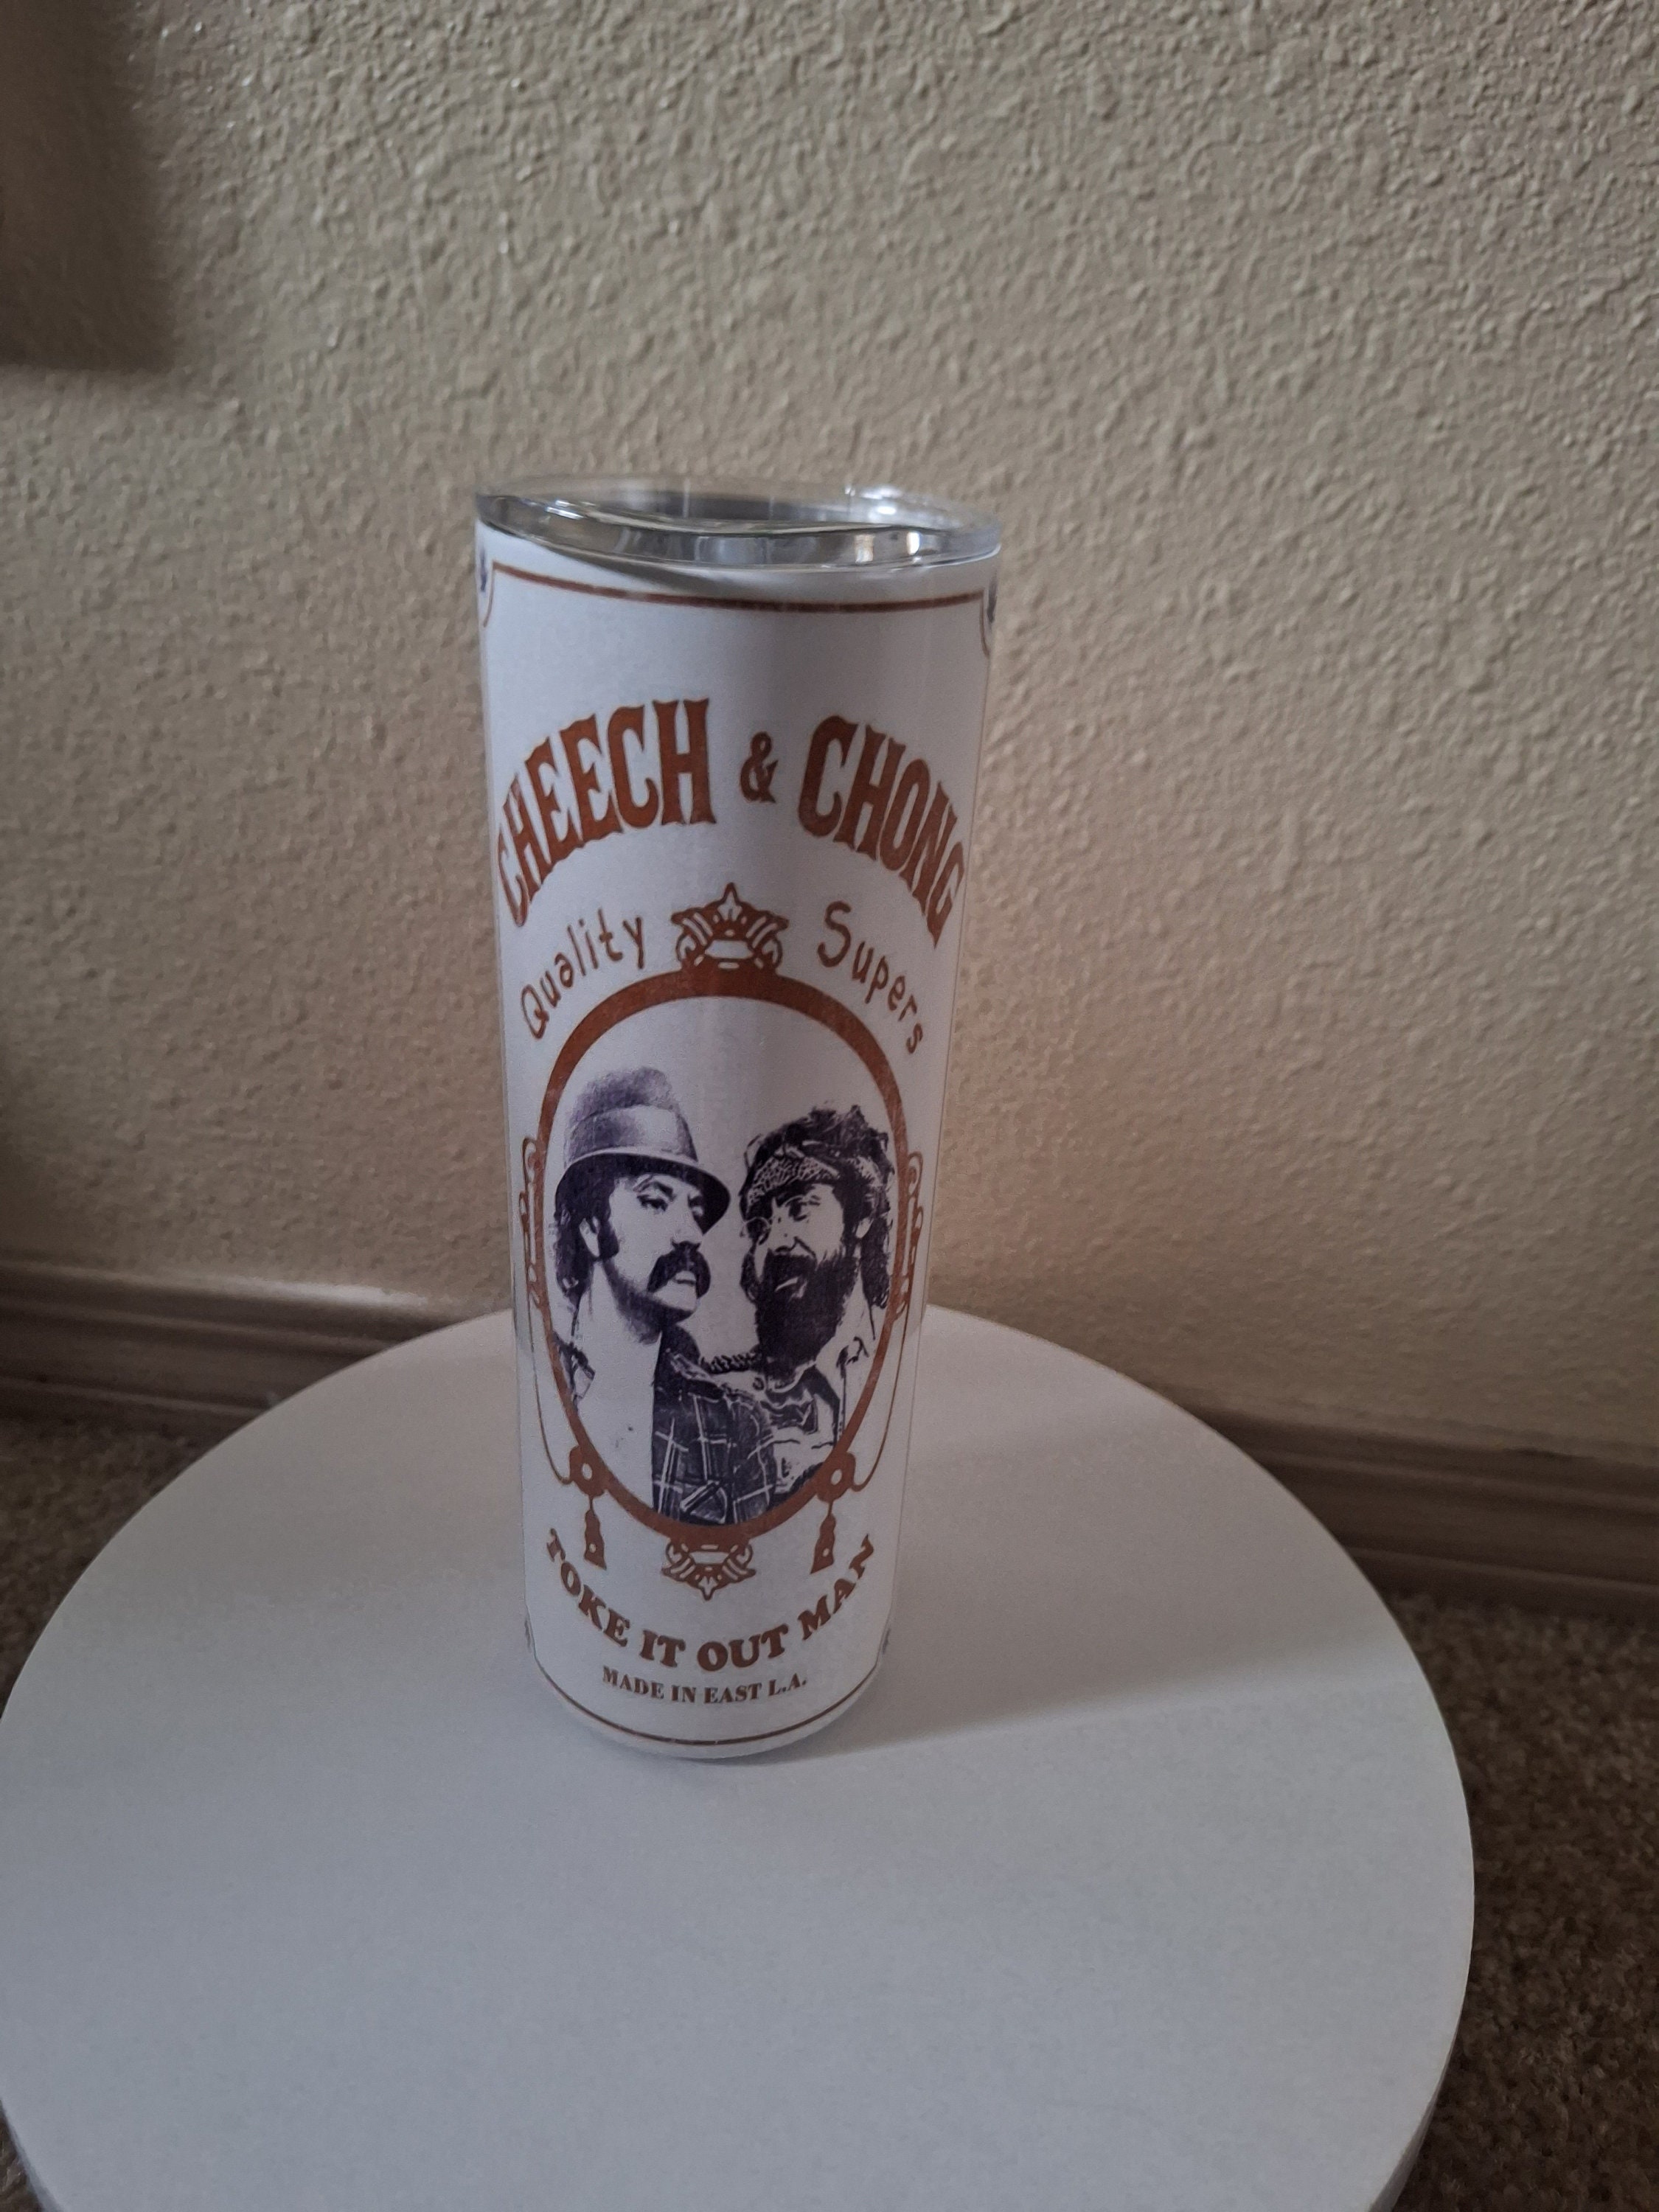 CHEECH & CHONG
Quality Supers
TOKE IT OUT MAN
MADE IN EAST L.A.